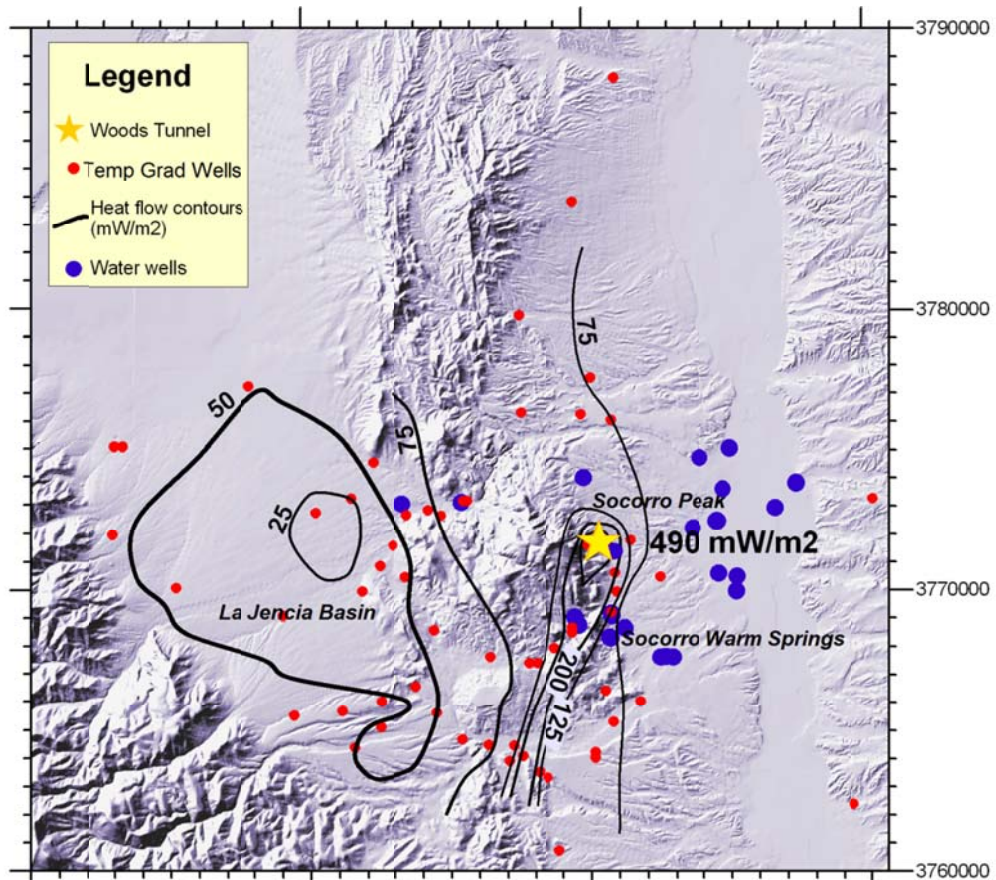 3790000
Legend
Woods Tunnel
Temp Grad Wells
Heat flow contours
(mW/m2)
Water wells
3780000
75
50
75
25
Socorro Peak
490 mW/m2
3770000
La Jencia Basin
Socorro Warm Springs
200
125
3760000